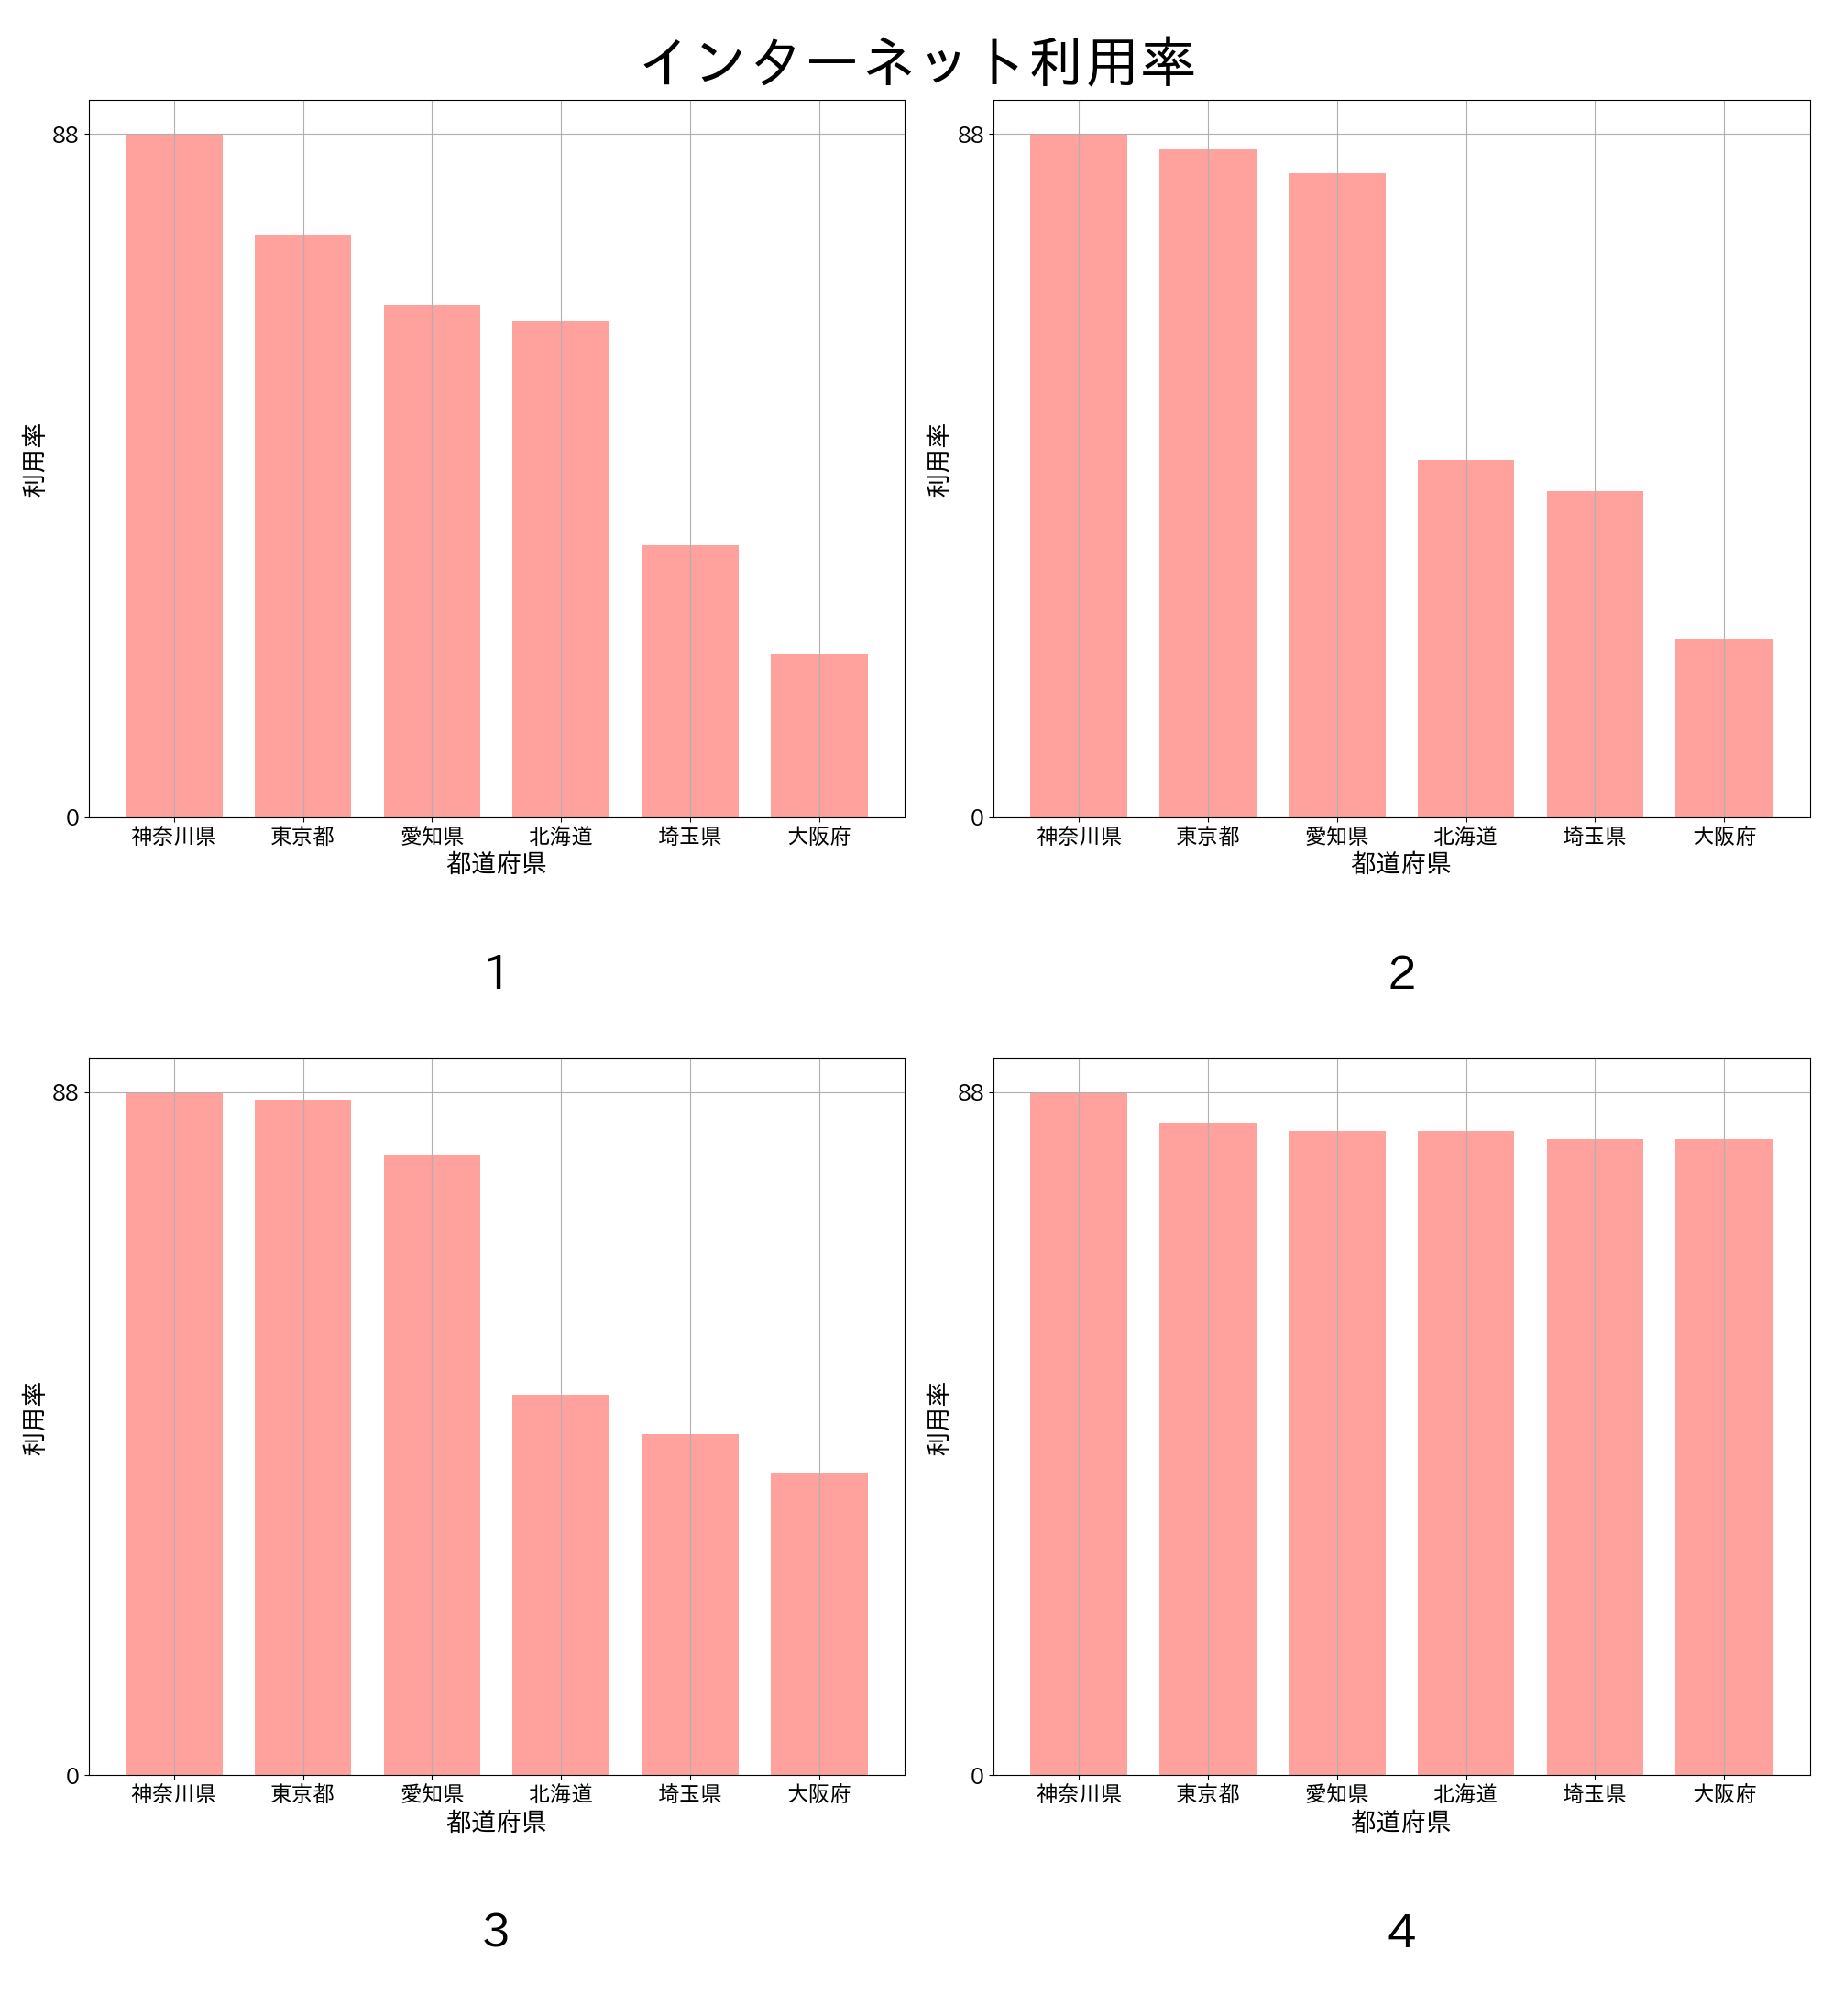 インターネット利用率
88
0
利用率
神奈川県 東京都 愛知県 北海道 埼玉県 大阪府
都道府県
1
88
0
利用率
神奈川県 東京都 愛知県 北海道 埼玉県 大阪府
都道府県
2
88
0
利用率
神奈川県 東京都 愛知県 北海道 埼玉県 大阪府
都道府県
3
88
0
利用率
神奈川県 東京都 愛知県 北海道 埼玉県 大阪府
都道府県
4